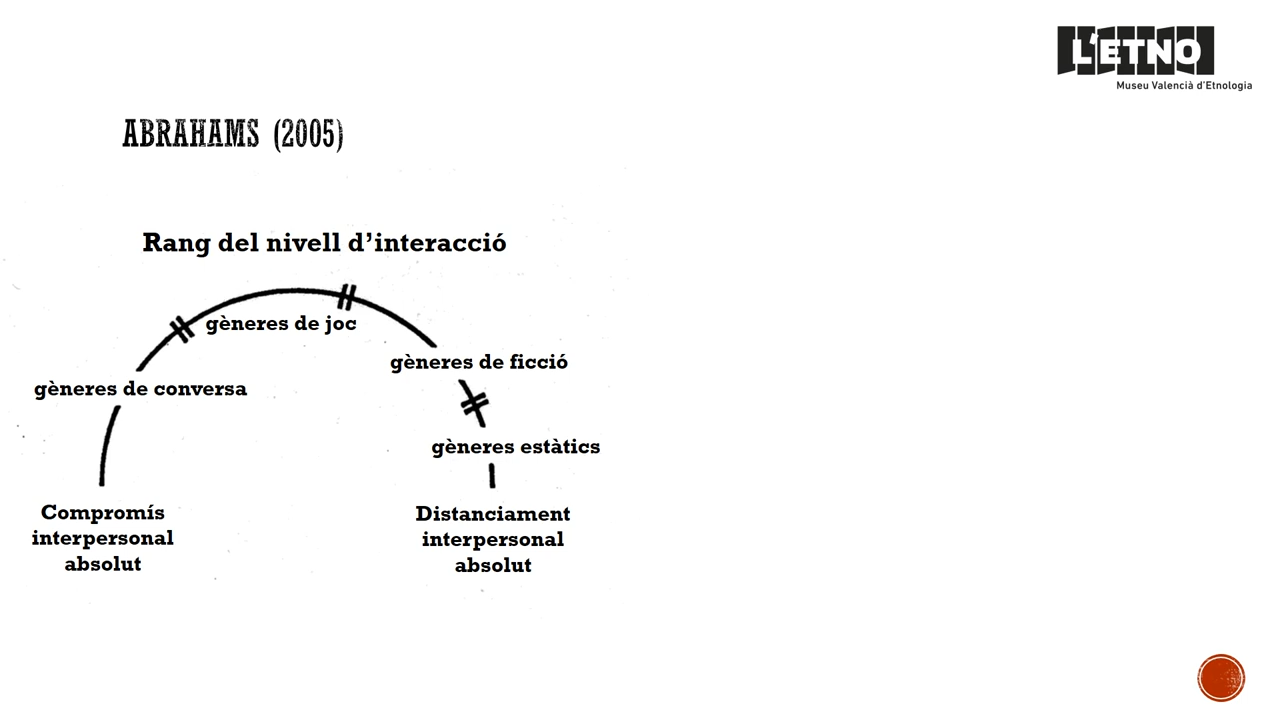 L'ETNO
Museu Valencià d'Etnologia
ABRAHAMS (2005)
Rang del nivell d’interacció
gèneres de joc
gèneres de ficció
gèneres de conversa
gèneres estàtics
Compromís
interpersonal
absolut
Distanciament
interpersonal
absolut